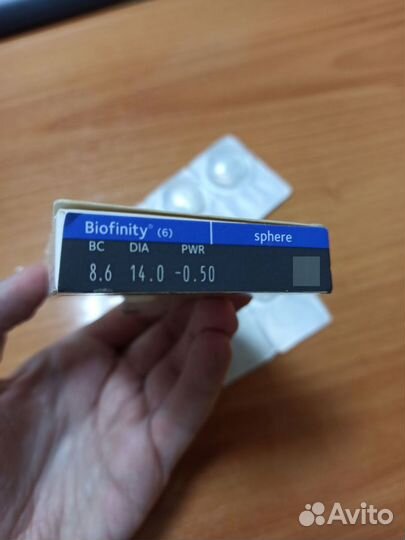 Biofinity® (6) sphere
BC DIA PWR
8.6 14.0 -0.50
Avito